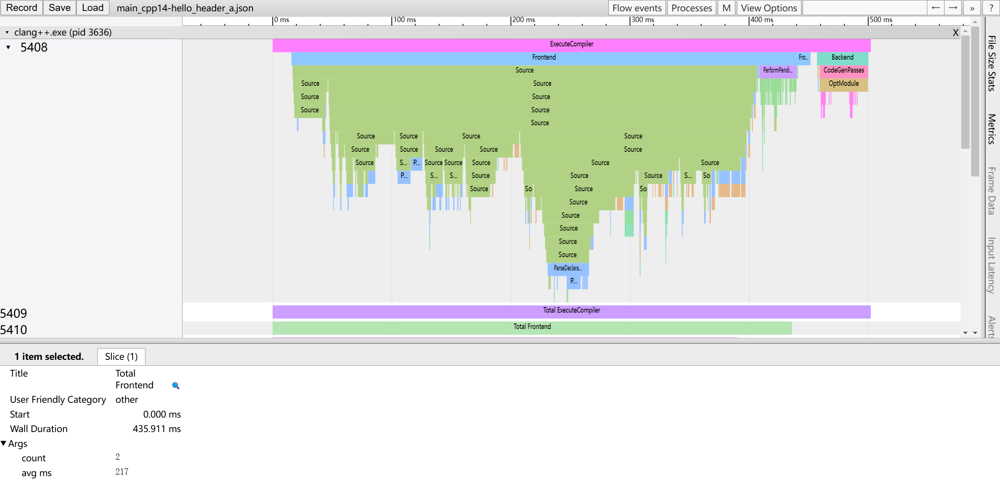 Record Save Load main_cpp14-hello_header_a.json Flow events Processes M View Options ← → » ?
0 ms 100 ms 200 ms 300 ms 400 ms 500 ms
clang++.exe (pid 3636) X
5408
ExecuteCompiler
Frontend Fro... Backend
Source PerformPendi... CodeGenPasses
Source Source OptModule
Source Source
Source Source
Source
Source Source Source Source
Source Source Source Source Source
Source S... P... Source Source Source Source Source
P... S... S... Source Source Source S... So
Source So Source So
Source
Source
Source
Source
Source
ParseDeclara...
P...
5409 Total ExecuteCompiler
5410 Total Frontend
File Size Stats
Metrics
Frame Data
Input Latency
Alerts
1 item selected. Slice (1)
Title Total
Frontend
User Friendly Category other
Start 0.000 ms
Wall Duration 435.911 ms
Args
count 2
avg ms 217